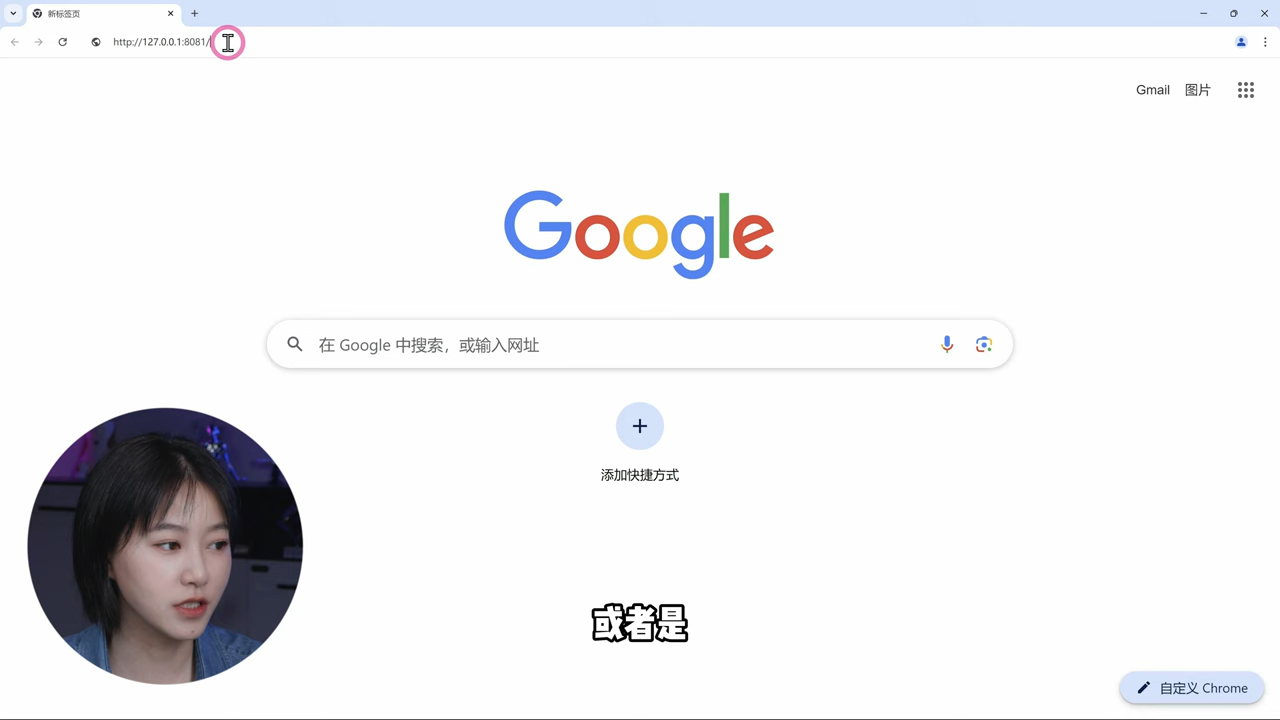 新标签页
http://127.0.0.1:8081/
Gmail 图片
Google
在 Google 中搜索，或输入网址
添加快捷方式
或者是
自定义 Chrome